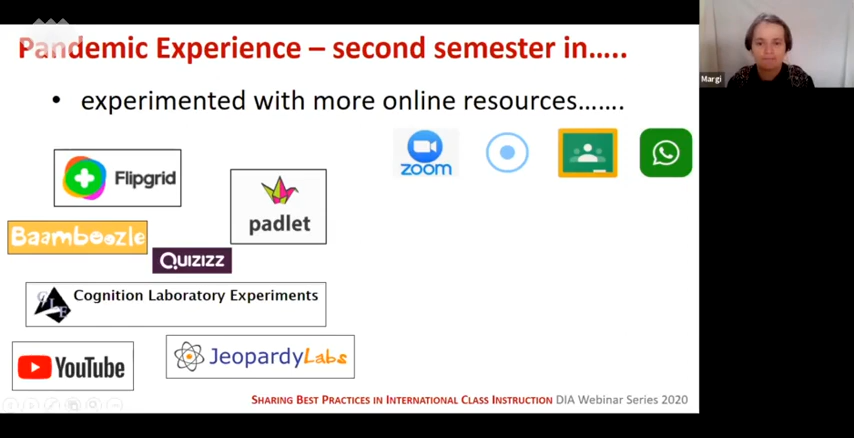 Pandemic Experience – second semester in…..
• experimented with more online resources…….
zoom
Flipgrid
padlet
Baamboozle
Quizizz
CLE
Cognition Laboratory Experiments
YouTube
JeopardyLabs
SHARING BEST PRACTICES IN INTERNATIONAL CLASS INSTRUCTION DIA Webinar Series 2020
Margi